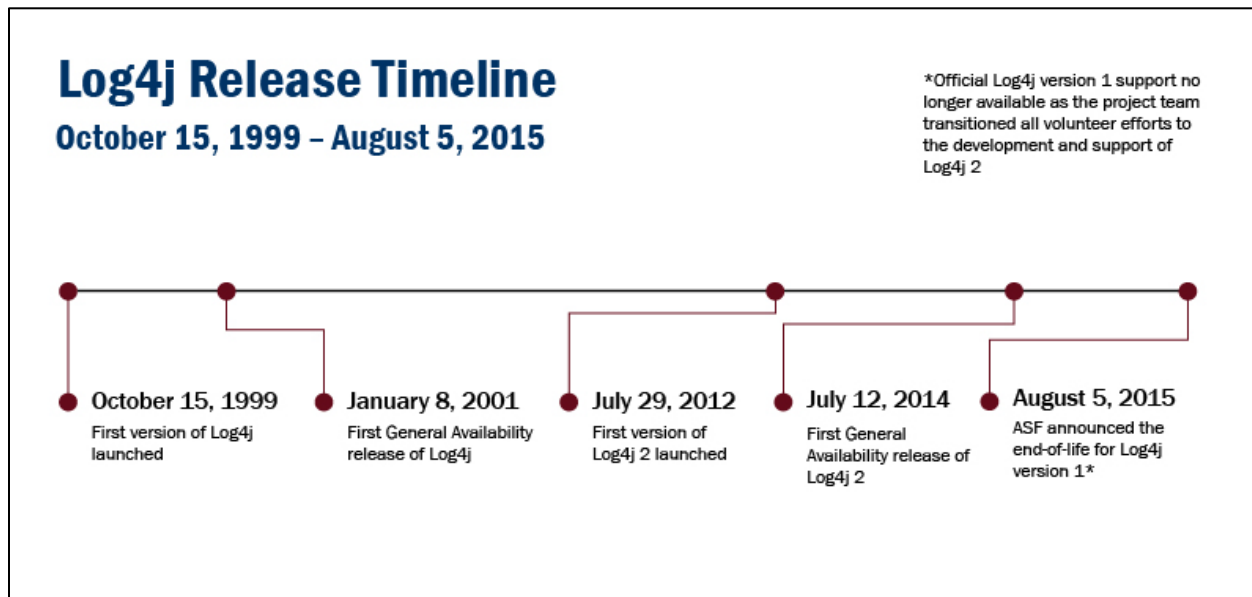 Log4j Release Timeline
October 15, 1999 – August 5, 2015
*Official Log4j version 1 support no
longer available as the project team
transitioned all volunteer efforts to
the development and support of
Log4j 2
October 15, 1999
First version of Log4j
launched
January 8, 2001
First General Availability
release of Log4j
July 29, 2012
First version of
Log4j 2 launched
July 12, 2014
First General
Availability release of
Log4j 2
August 5, 2015
ASF announced the
end-of-life for Log4j
version 1*